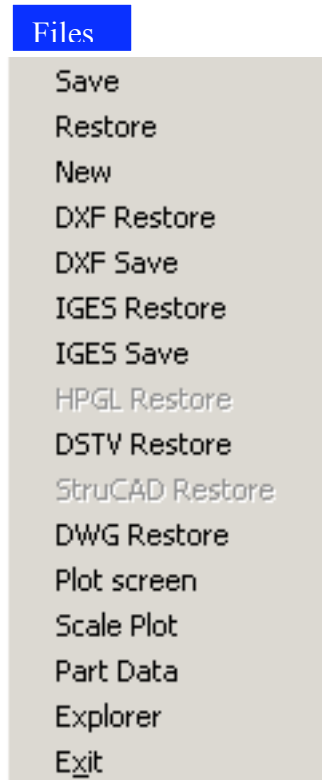 Files
Save
Restore
New
DXF Restore
DXF Save
IGES Restore
IGES Save
HPGL Restore
DSTV Restore
StruCAD Restore
DWG Restore
Plot screen
Scale Plot
Part Data
Explorer
Exit